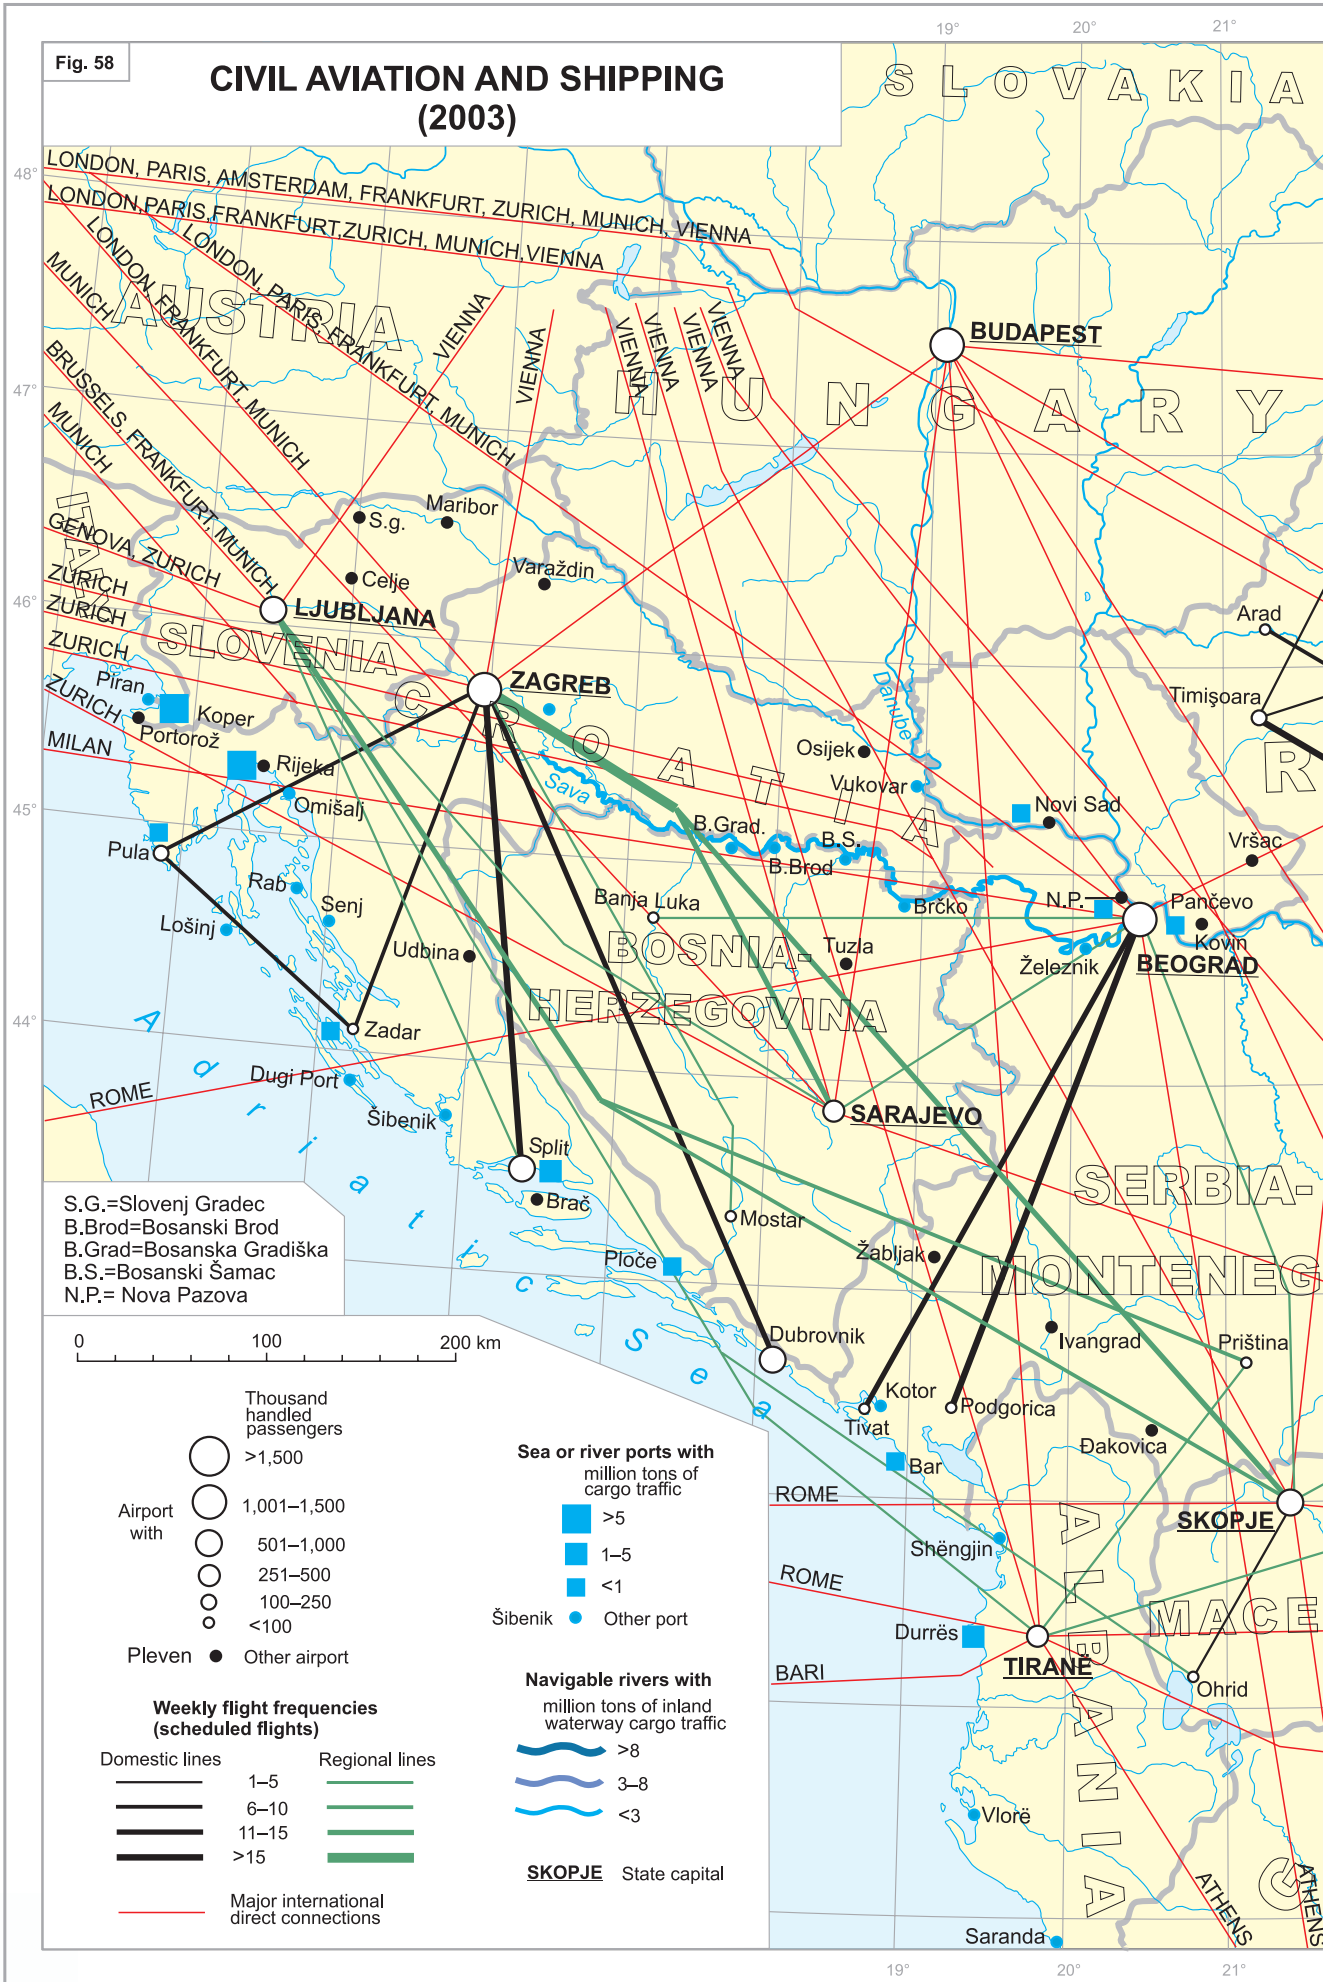 19°
20°
21°
Fig. 58
CIVIL AVIATION AND SHIPPING
(2003)
SLOVAKIA
48°
LONDON, PARIS, AMSTERDAM, FRANKFURT, ZURICH, MUNICH, VIENNA
LONDON,PARIS,FRANKFURT,ZURICH, MUNICH,VIENNA
LONDON, FRANKFURT, MUNICH
LONDON, PARIS, FRANKFURT, MUNICH
MUNICH
AUSTRIA
VIENNA
VIENNA
VIENNA
VIENNA
VIENNA
VIENNA
BUDAPEST
HUNGARY
47°
BRUSSELS, FRANKFURT, MUNICH
MUNICH
ITALY
GENOVA, ZURICH
ZURICH
ZURICH
ZURICH
ZURICH
MILAN
S.g.
Maribor
Celje
Varaždin
46°
LJUBLJANA
SLOVENIA
Arad
Timişoara
R
ZAGREB
CROATIA
Danube
Piran
Koper
Portorož
Rijeka
Omišalj
Osijek
Vukovar
Novi Sad
Sava
45°
B.Grad.
B.S.
B.Brod
Vršac
Pula
Rab
Senj
Lošinj
Udbina
Banja Luka
Brčko
N.P.
Pančevo
Kovin
Železnik
BEOGRAD
BOSNIA-
Tuzla
HERZEGOVINA
44°
Zadar
Adriatic Sea
Dugi Port
ROME
Šibenik
SARAJEVO
Split
Brač
Mostar
SERBIA-
MONTENEG
Žabljak
Ploče
Ivangrad
Priština
Dubrovnik
Kotor
Tivat
Podgorica
Đakovica
Bar
ROME
SKOPJE
Shëngjin
ALBANIA
ROME
MACE
Durrës
TIRANË
BARI
Ohrid
Vlorë
G
ATHENS
ATHENS
Saranda
19°
20°
21°
S.G.=Slovenj Gradec
B.Brod=Bosanski Brod
B.Grad=Bosanska Gradiška
B.S.=Bosanski Šamac
N.P.= Nova Pazova
0 100 200 km
Thousand
handled
passengers
Airport
with
>1,500
1,001–1,500
501–1,000
251–500
100–250
<100
Pleven Other airport
Weekly flight frequencies
(scheduled flights)
Domestic lines Regional lines
1–5
6–10
11–15
>15
Major international
direct connections
Sea or river ports with
million tons of
cargo traffic
>5
1–5
<1
Šibenik Other port
Navigable rivers with
million tons of inland
waterway cargo traffic
>8
3–8
<3
SKOPJE State capital